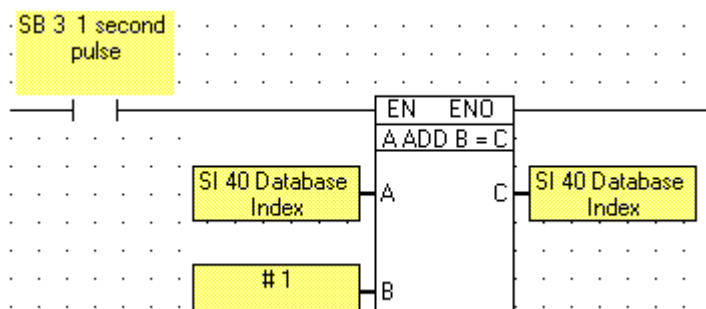 SB 3 1 second
pulse
EN ENO
A ADD B = C
SI 40 Database
Index
A
C
SI 40 Database
Index
# 1
B